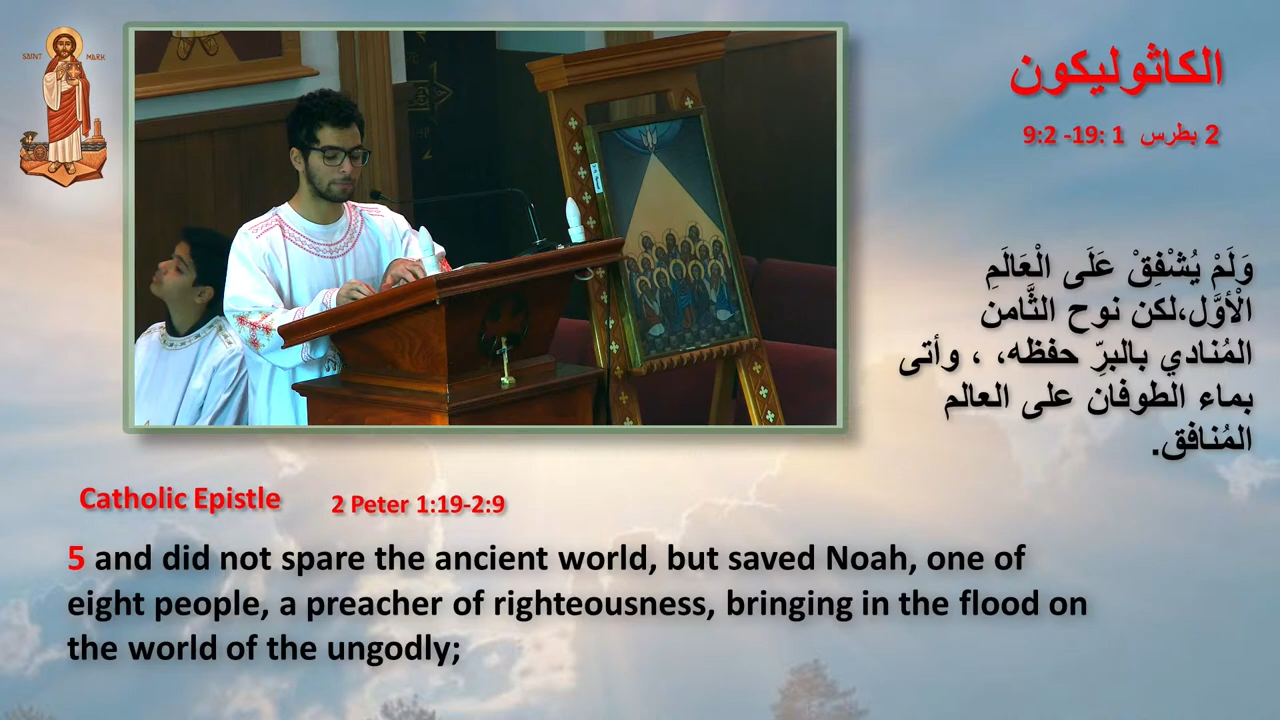 SAINT MARK
الكاثوليكون
2 بطرس 1 :19- 9:2
وَلَمْ يُشْفِقْ عَلَى الْعَالَمِ
الْأوَّل،لكن نوح الثَّامن
المُنادي بالبرِّ حفظه، ، وأتى
بماء الطوفان على العالم
المُنافق.
Catholic Epistle 2 Peter 1:19-2:9
5 and did not spare the ancient world, but saved Noah, one of
eight people, a preacher of righteousness, bringing in the flood on
the world of the ungodly;